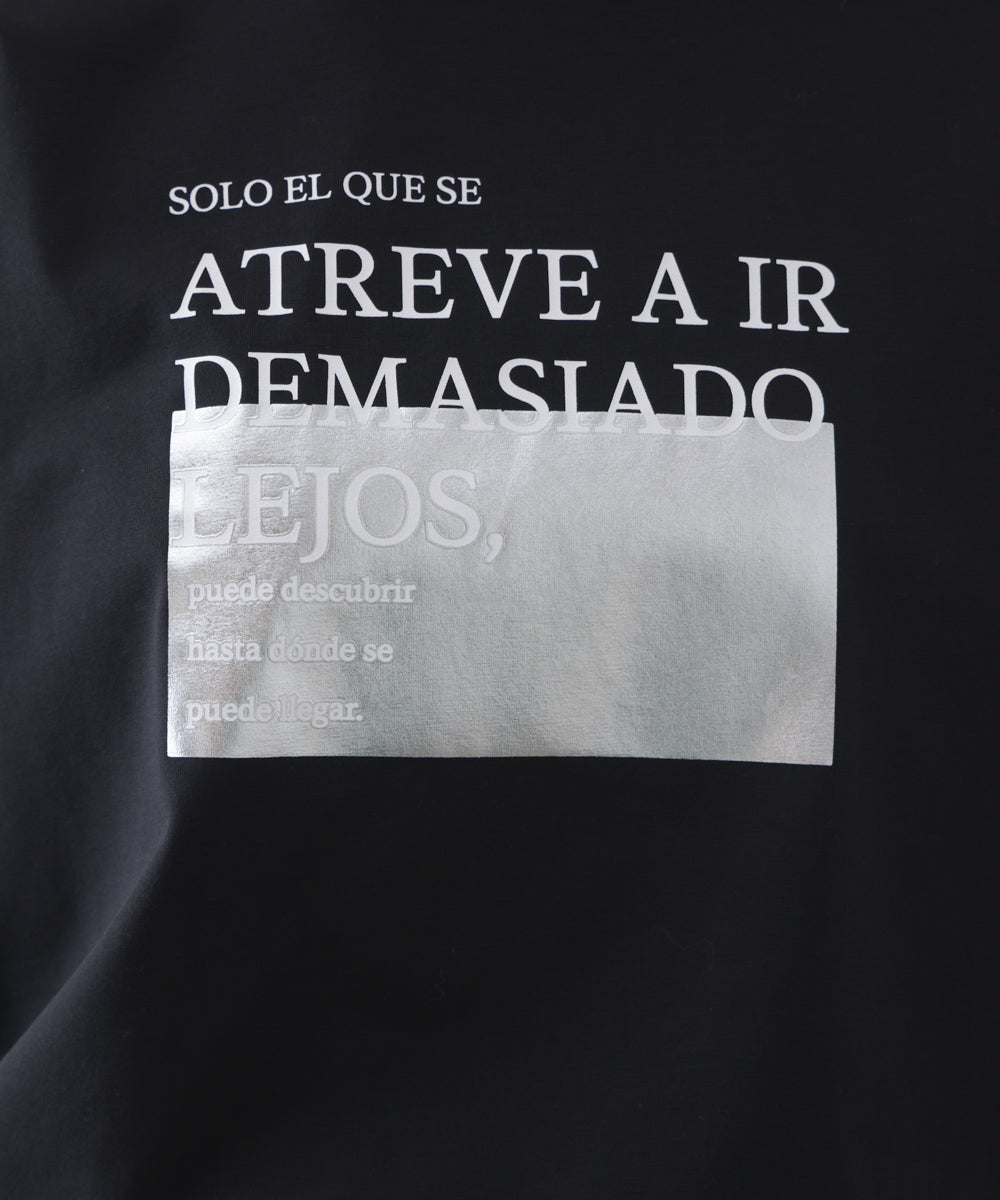 SOLO EL QUE SE
ATREVE A IR
DEMASIADO
LEJOS,
puede descubrir
hasta dónde se
puede llegar.